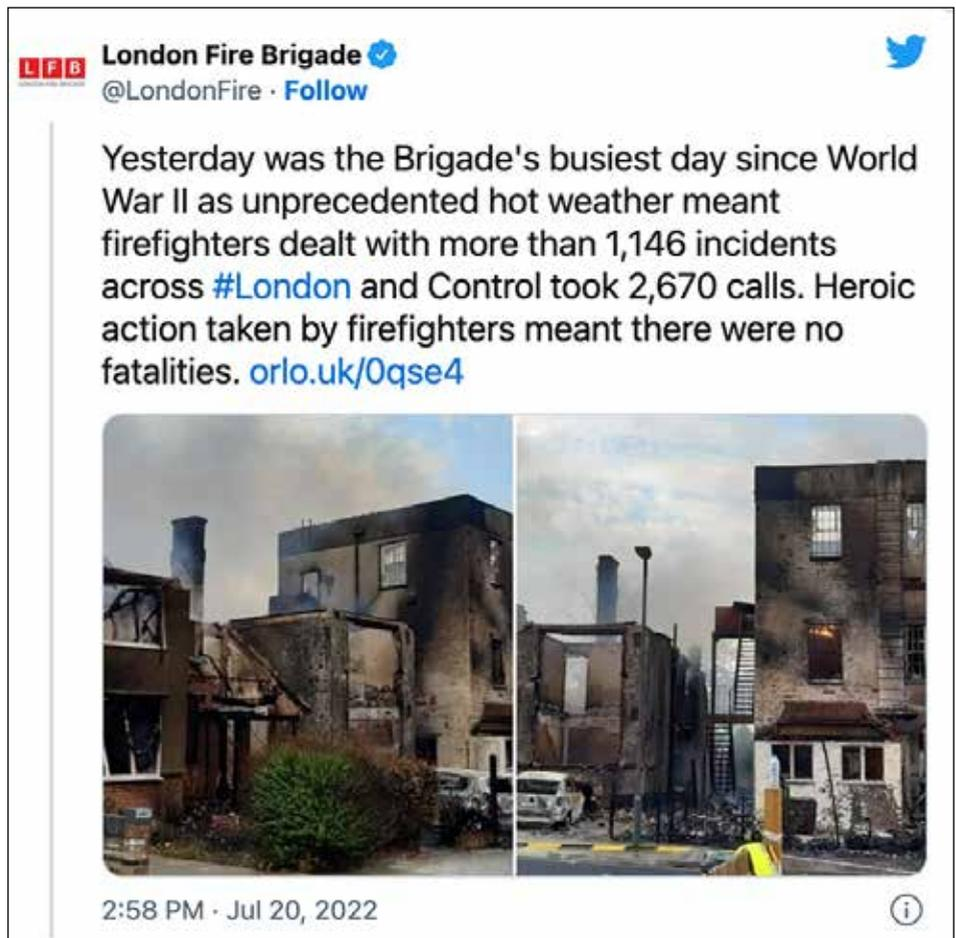 LFB
London Fire Brigade
@LondonFire · Follow
Yesterday was the Brigade's busiest day since World
War II as unprecedented hot weather meant
firefighters dealt with more than 1,146 incidents
across #London and Control took 2,670 calls. Heroic
action taken by firefighters meant there were no
fatalities. orlo.uk/0qse4
2:58 PM · Jul 20, 2022